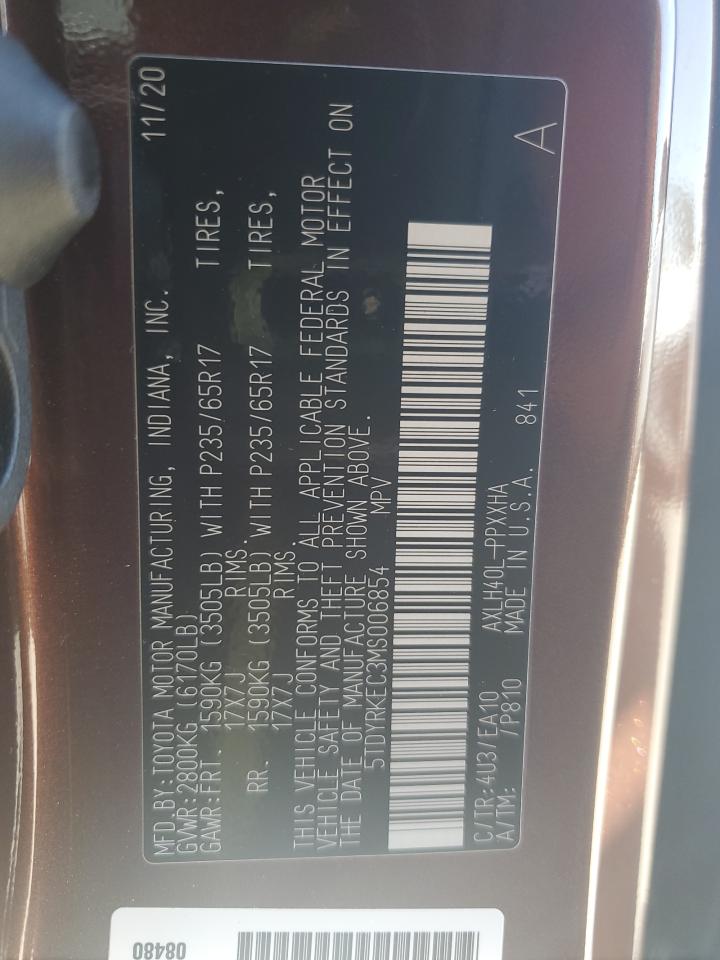 MFD.BY:TOYOTA MOTOR MANUFACTURING, INDIANA, INC. 11/20
GVWR:2800KG (6170LB)
GAWR:FRT. 1590KG (3505LB) WITH P235/65R17 TIRES,
17X7J RIMS.
RR. 1590KG (3505LB) WITH P235/65R17 TIRES,
17X7J RIMS.
THIS VEHICLE CONFORMS TO ALL APPLICABLE FEDERAL MOTOR
VEHICLE SAFETY AND THEFT PREVENTION STANDARDS IN EFFECT ON
THE DATE OF MANUFACTURE SHOWN ABOVE.
5TDYRKEC3MS006854 MPV
C/TR:4U3/EA10 AXLH40L-PPXXHA
A/TM: /P810 MADE IN U.S.A. 841
A
08480